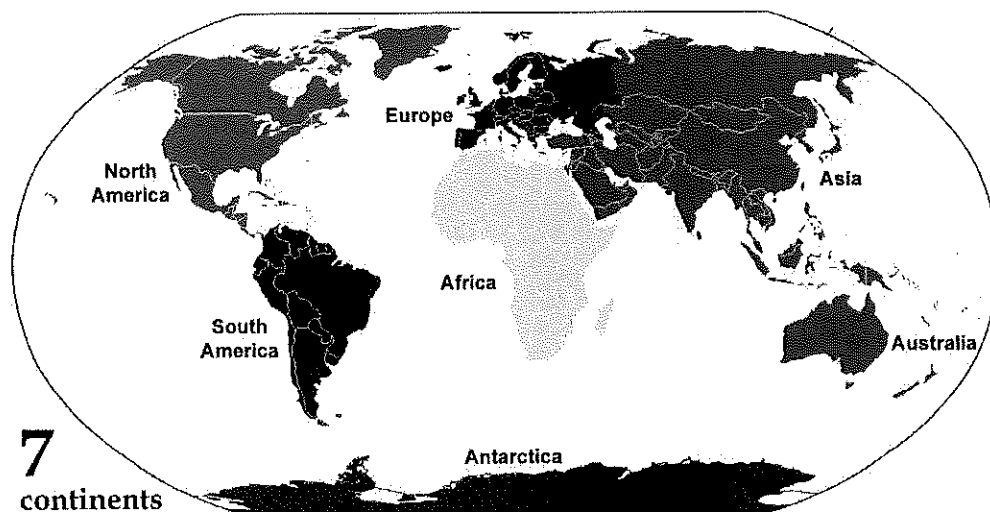 Europe
North
America
Asia
Africa
South
America
Australia
Antarctica
7
continents